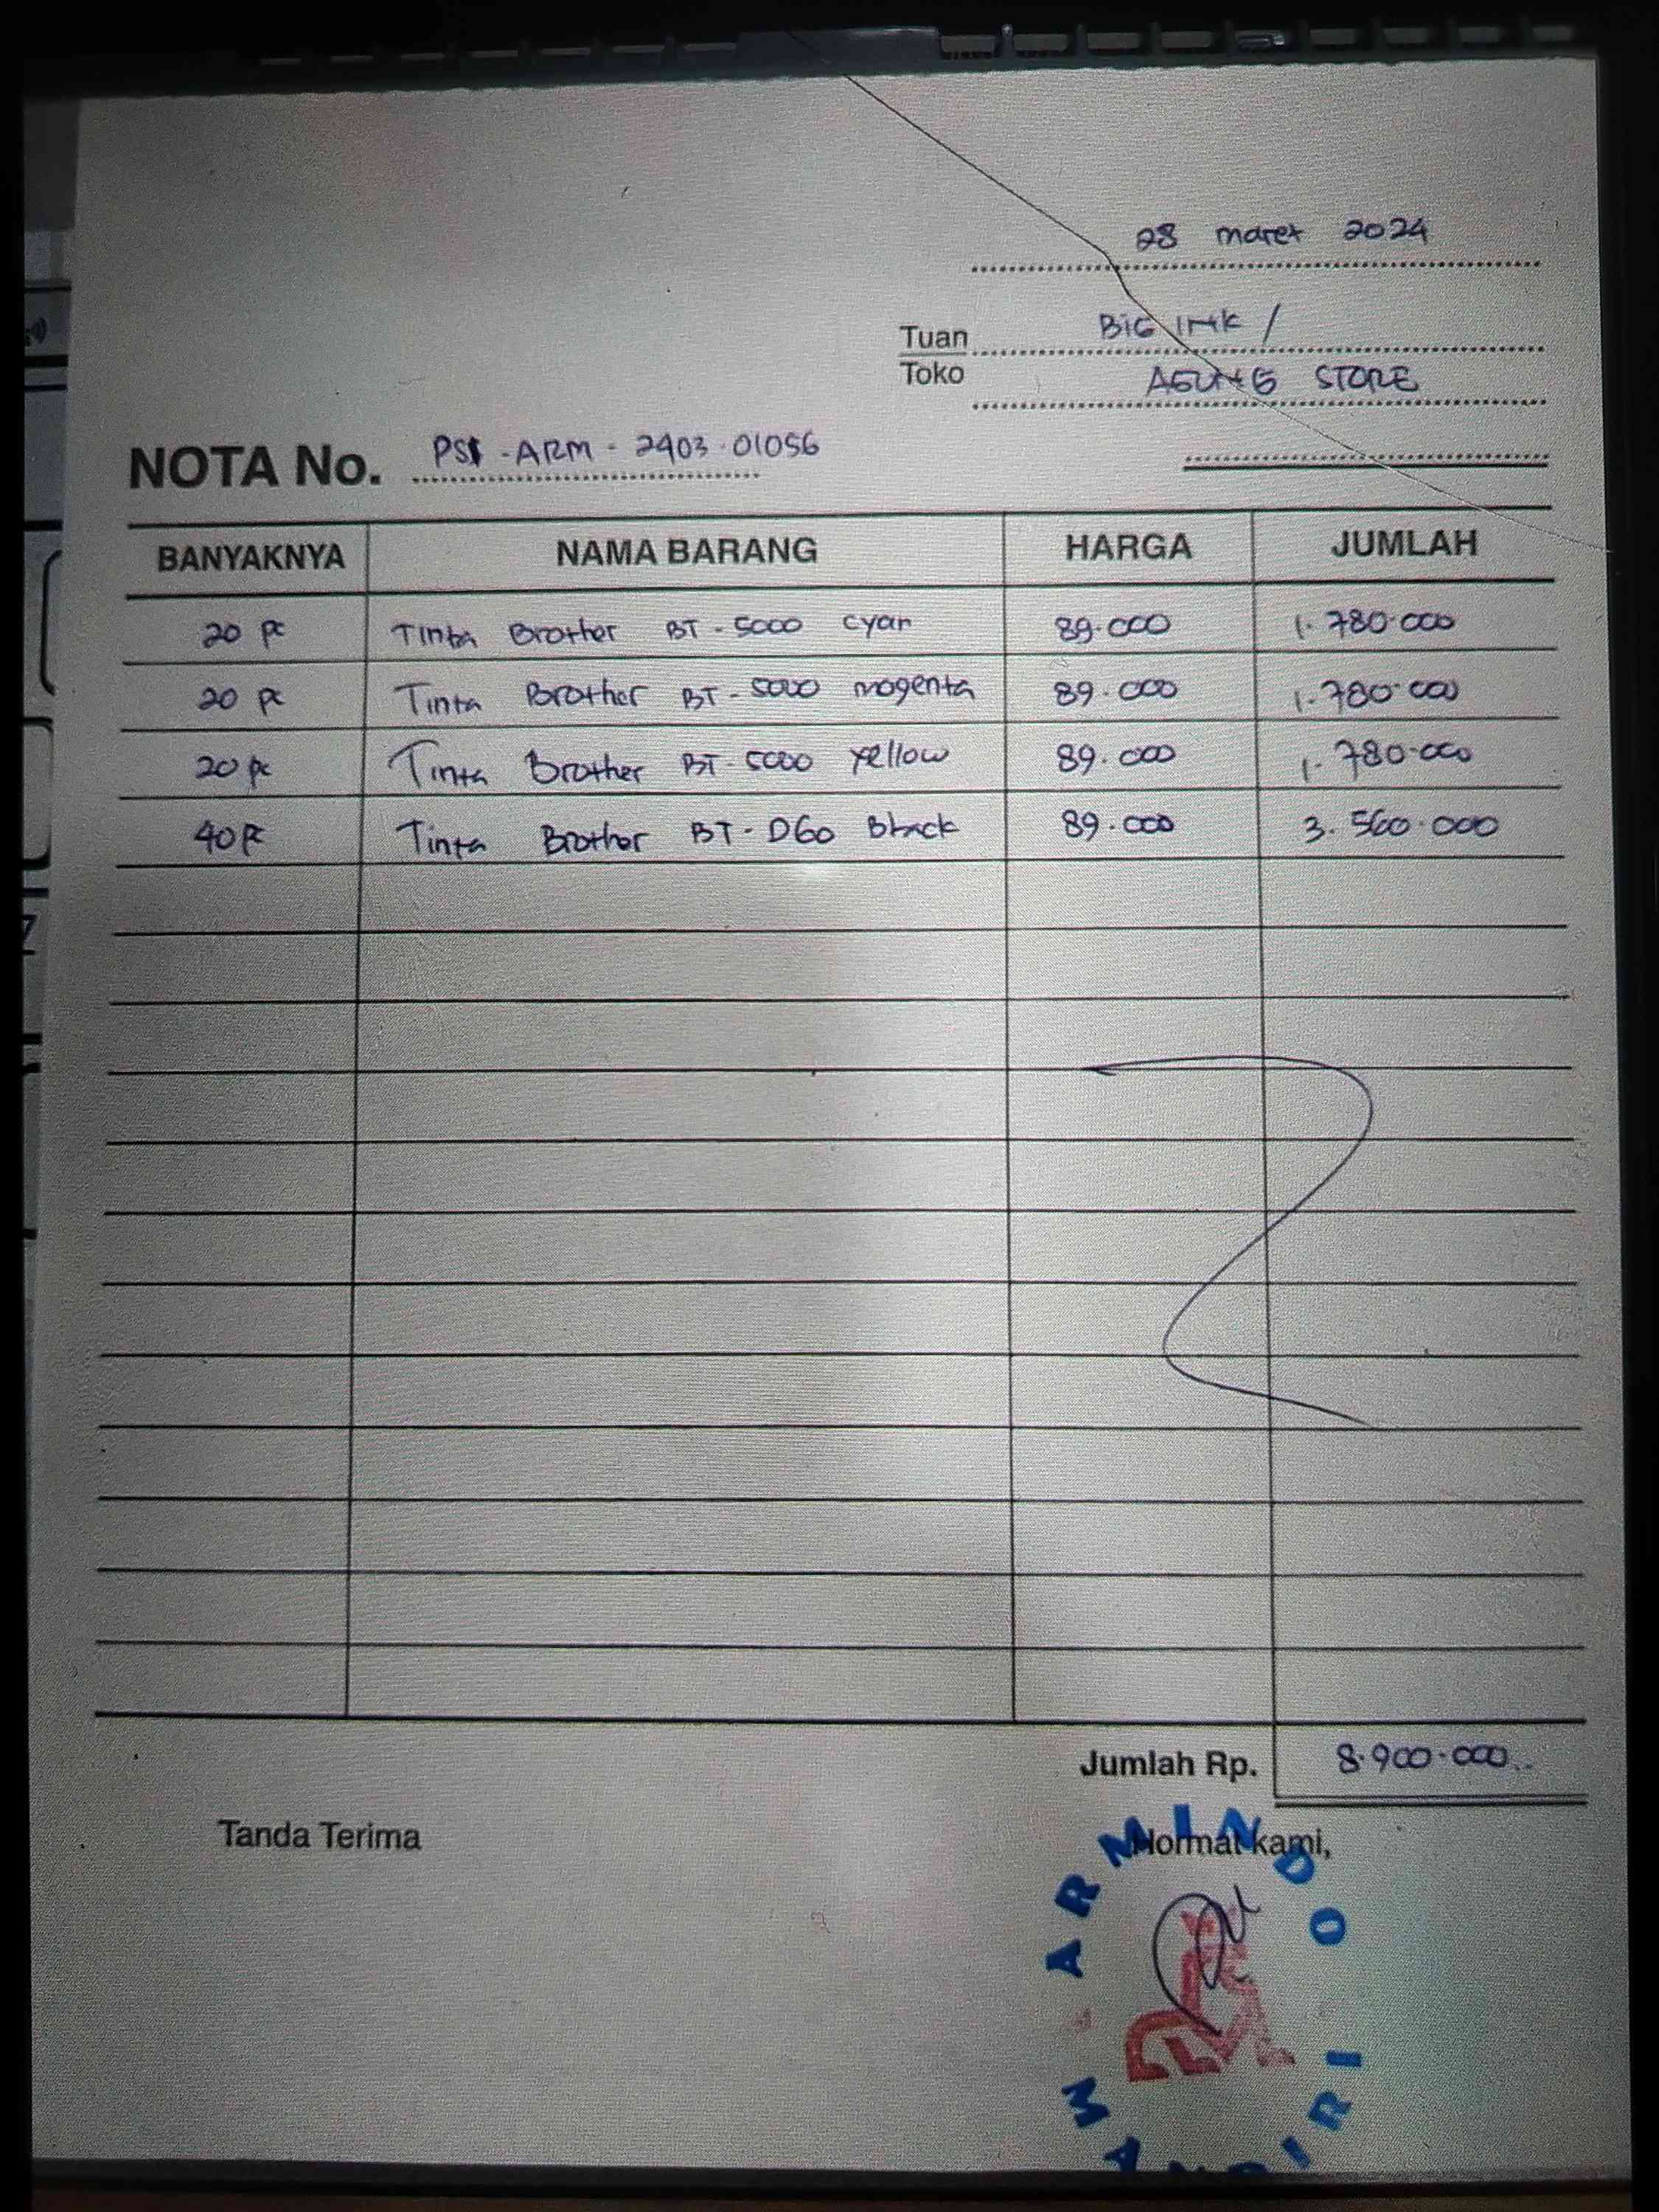 28 maret 2024
Tuan BIG INK /
Toko AGUNG STORE
NOTA No. PSI-ARM-2403-01056
BANYAKNYA NAMA BARANG HARGA JUMLAH
20 pc Tinta Brother BT-5000 cyan 89.000 1.780.000
20 pc Tinta Brother BT-5000 magenta 89.000 1.780.000
20 pc Tinta Brother BT-5000 yellow 89.000 1.780.000
40 pc Tinta Brother BT-D60 Black 89.000 3.560.000
Jumlah Rp. 8.900.000
Tanda Terima Hormat kami,
ARMINDO
MANDIRI